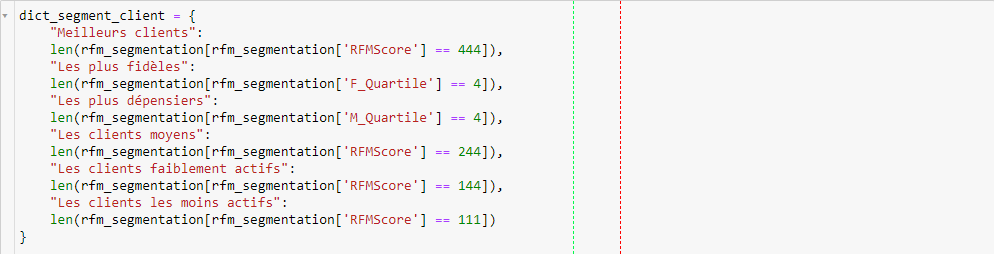 dict_segment_client = {
    "Meilleurs clients":
    len(rfm_segmentation[rfm_segmentation['RFMScore'] == 444]),
    "Les plus fidèles":
    len(rfm_segmentation[rfm_segmentation['F_Quartile'] == 4]),
    "Les plus dépensiers":
    len(rfm_segmentation[rfm_segmentation['M_Quartile'] == 4]),
    "Les clients moyens":
    len(rfm_segmentation[rfm_segmentation['RFMScore'] == 244]),
    "Les clients faiblement actifs":
    len(rfm_segmentation[rfm_segmentation['RFMScore'] == 144]),
    "Les clients les moins actifs":
    len(rfm_segmentation[rfm_segmentation['RFMScore'] == 111])
}